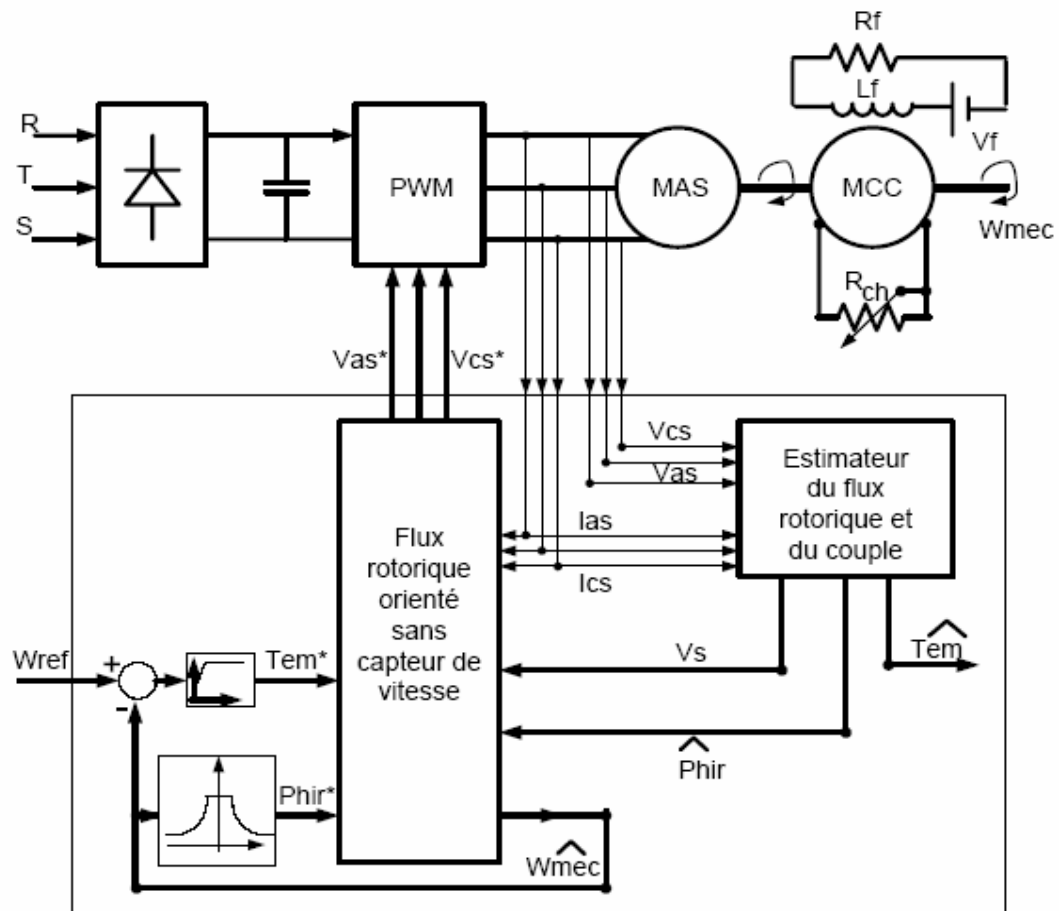 Rf
Lf
Vf
R
T
S
PWM
MAS
MCC
Wmec
Rch
Vas*
Vcs*
Vcs
Vas
Estimateur
du flux
rotorique et
du couple
Ias
Ics
Flux
rotorique
orienté
sans
capteur de
vitesse
Wref
+
-
Tem*
Vs
Tem
Phir
Phir*
Wmec